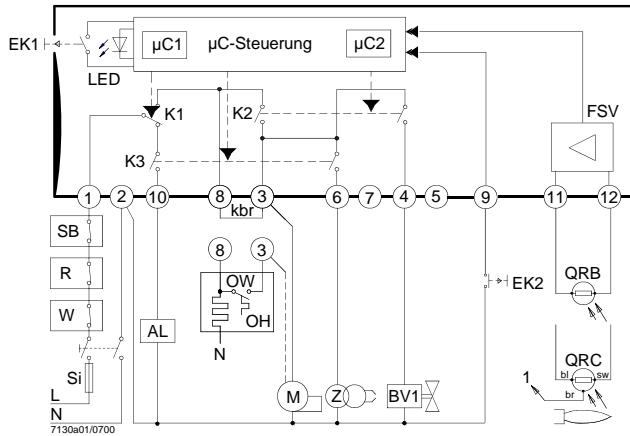 EK1
LED
µC1
µC-Steuerung
µC2
K1
K2
K3
FSV
1
2
10
8
3
6
7
4
5
9
11
12
kbr
SB
R
W
Si
L
N
AL
8
3
OW
OH
N
M
Z
BV1
EK2
QRB
QRC
bl
sw
br
1
7130a01/0700